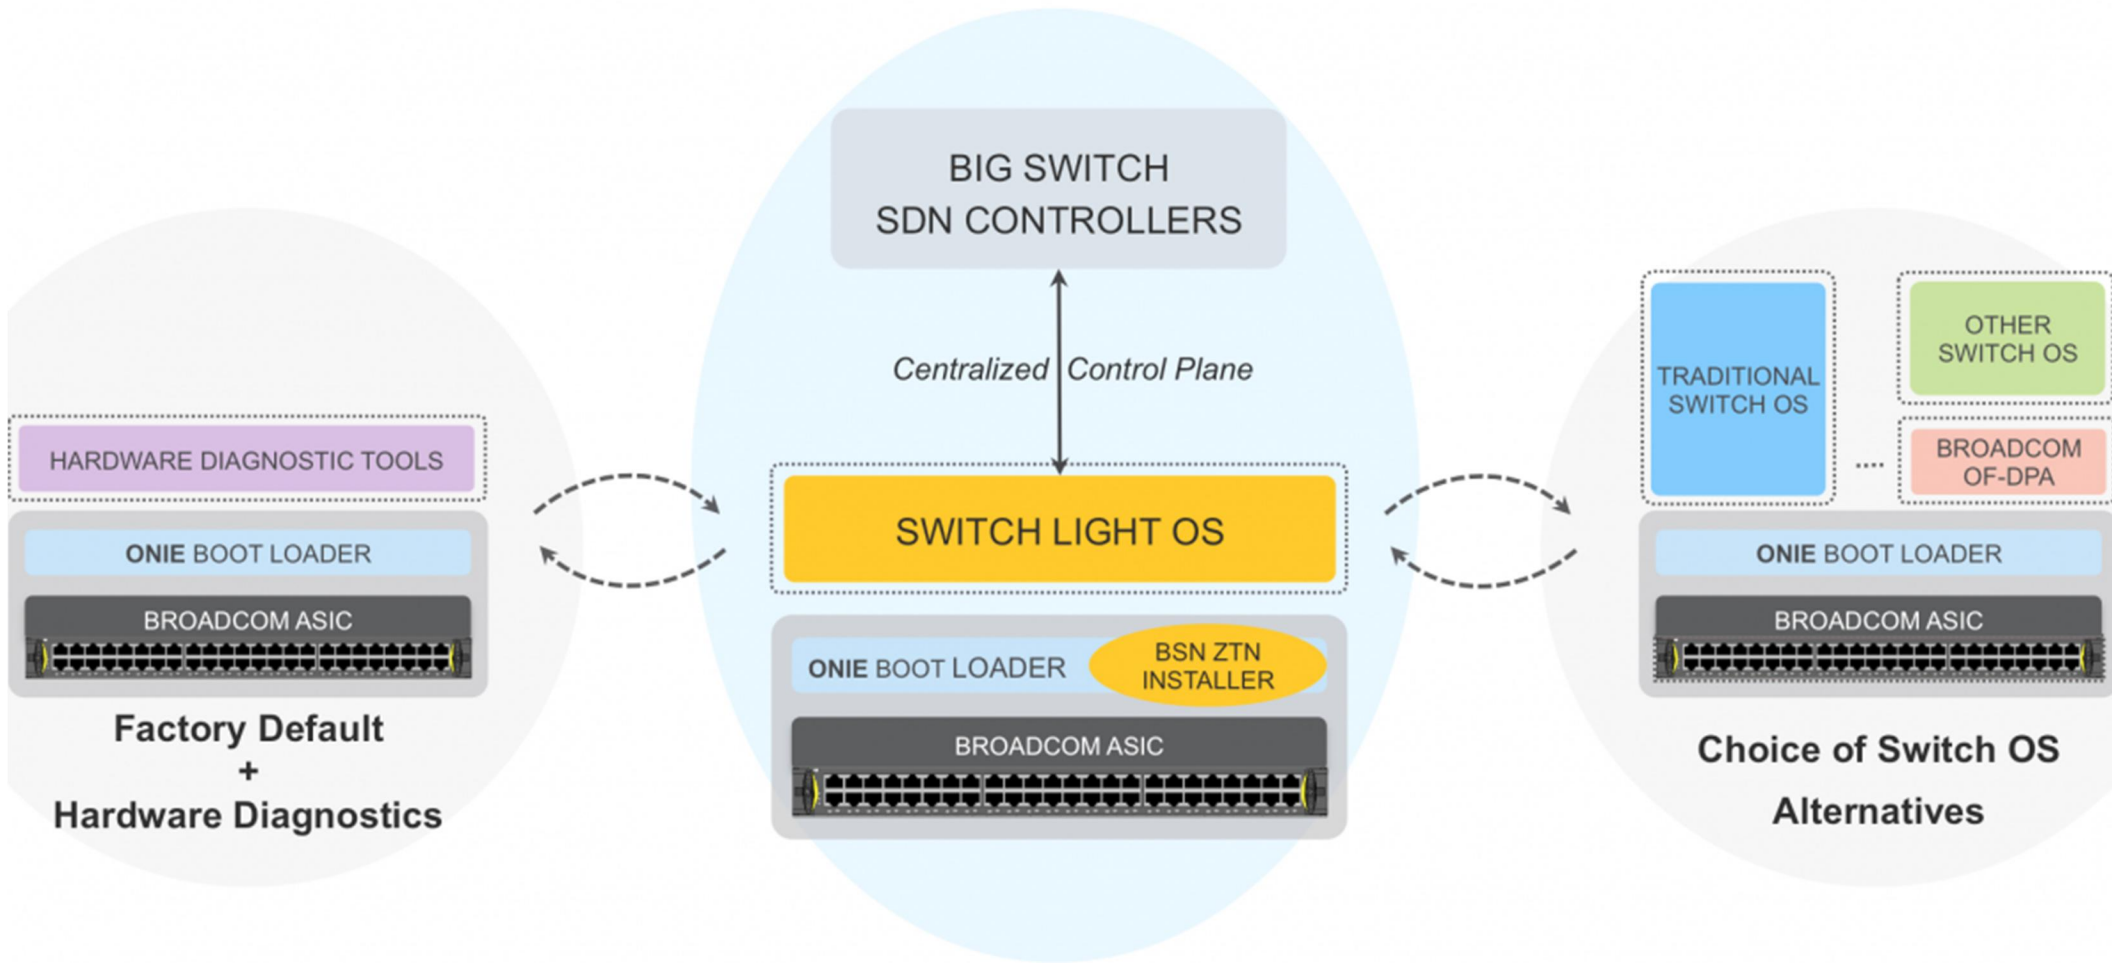 BIG SWITCH
SDN CONTROLLERS
Centralized Control Plane
HARDWARE DIAGNOSTIC TOOLS
ONIE BOOT LOADER
BROADCOM ASIC
Factory Default
+
Hardware Diagnostics
SWITCH LIGHT OS
ONIE BOOT LOADER
BSN ZTN
INSTALLER
BROADCOM ASIC
TRADITIONAL
SWITCH OS
OTHER
SWITCH OS
....
BROADCOM
OF-DPA
ONIE BOOT LOADER
BROADCOM ASIC
Choice of Switch OS
Alternatives